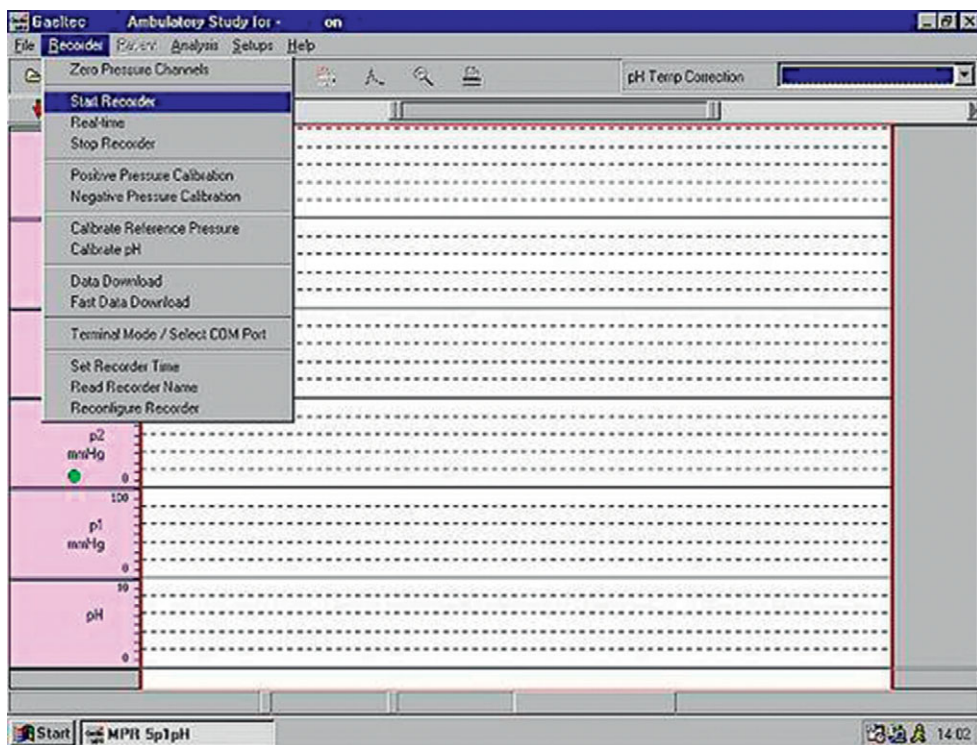 Gaeltec Ambulatory Study for - on
File Recorder Patient Analysis Setups Help
Zero Pressure Channels
pH Temp Correction
Start Recorder
Real-time
Stop Recorder
Positive Pressure Calibration
Negative Pressure Calibration
Calibrate Reference Pressure
Calibrate pH
Data Download
Fast Data Download
Terminal Mode / Select COM Port
Set Recorder Time
Read Recorder Name
Reconfigure Recorder
p2
mmHg
0
100
p1
mmHg
0
10
pH
0
Start MPR 5p1pH 14:02